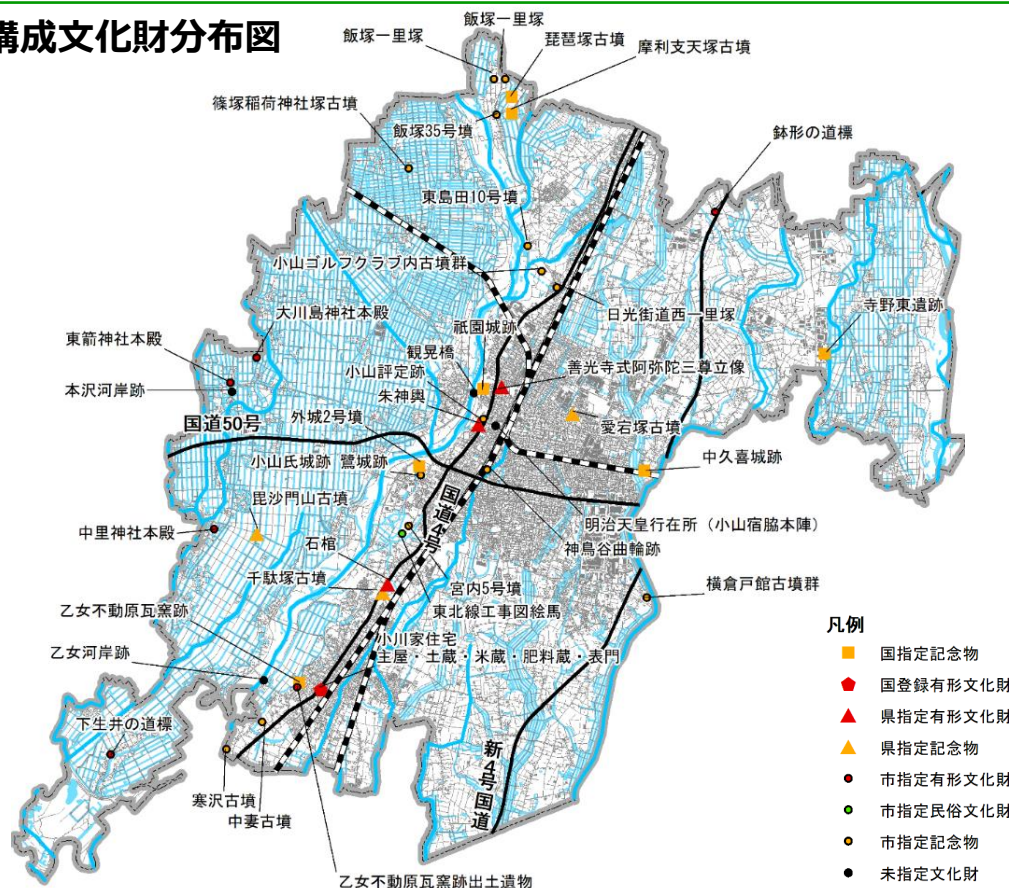 構成文化財分布図
飯塚一里塚
飯塚一里塚
琵琶塚古墳
摩利支天塚古墳
篠塚稲荷神社塚古墳
飯塚35号墳
鉢形の道標
東島田10号墳
小山ゴルフクラブ内古墳群
大川島神社本殿
日光街道西一里塚
寺野東遺跡
祇園城跡
東箭神社本殿
観晃橋
小山評定跡
善光寺式阿弥陀三尊立像
本沢河岸跡
朱神輿
外城2号墳
愛宕塚古墳
国道50号
小山氏城跡 鷲城跡
中久喜城跡
毘沙門山古墳
国道4号
明治天皇行在所（小山宿脇本陣）
中里神社本殿
石棺
神鳥谷曲輪跡
千駄塚古墳
宮内5号墳
横倉戸館古墳群
乙女不動原瓦窯跡
東北線工事図絵馬
小川家住宅
主屋・土蔵・米蔵・肥料蔵・表門
乙女河岸跡
下生井の道標
新4号国道
寒沢古墳
中妻古墳
乙女不動原瓦窯跡出土遺物
凡例
国指定記念物
国登録有形文化財
県指定有形文化財
県指定記念物
市指定有形文化財
市指定民俗文化財
市指定記念物
未指定文化財